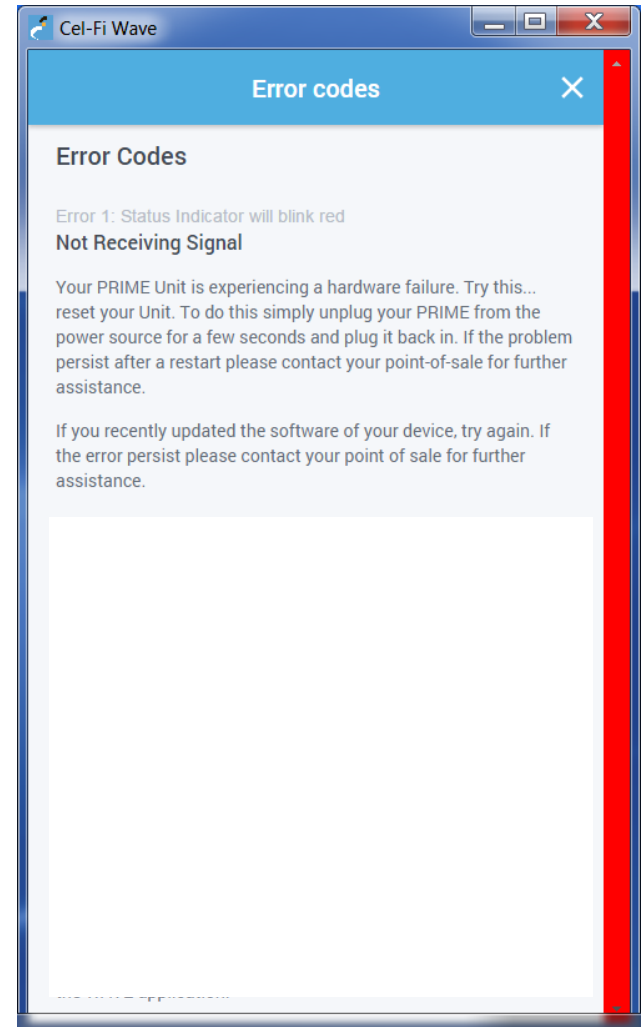 Cel-Fi Wave
Error codes
Error Codes
Error 1: Status Indicator will blink red
Not Receiving Signal
Your PRIME Unit is experiencing a hardware failure. Try this...
reset your Unit. To do this simply unplug your PRIME from the
power source for a few seconds and plug it back in. If the problem
persist after a restart please contact your point-of-sale for further
assistance.
If you recently updated the software of your device, try again. If
the error persist please contact your point of sale for further
assistance.